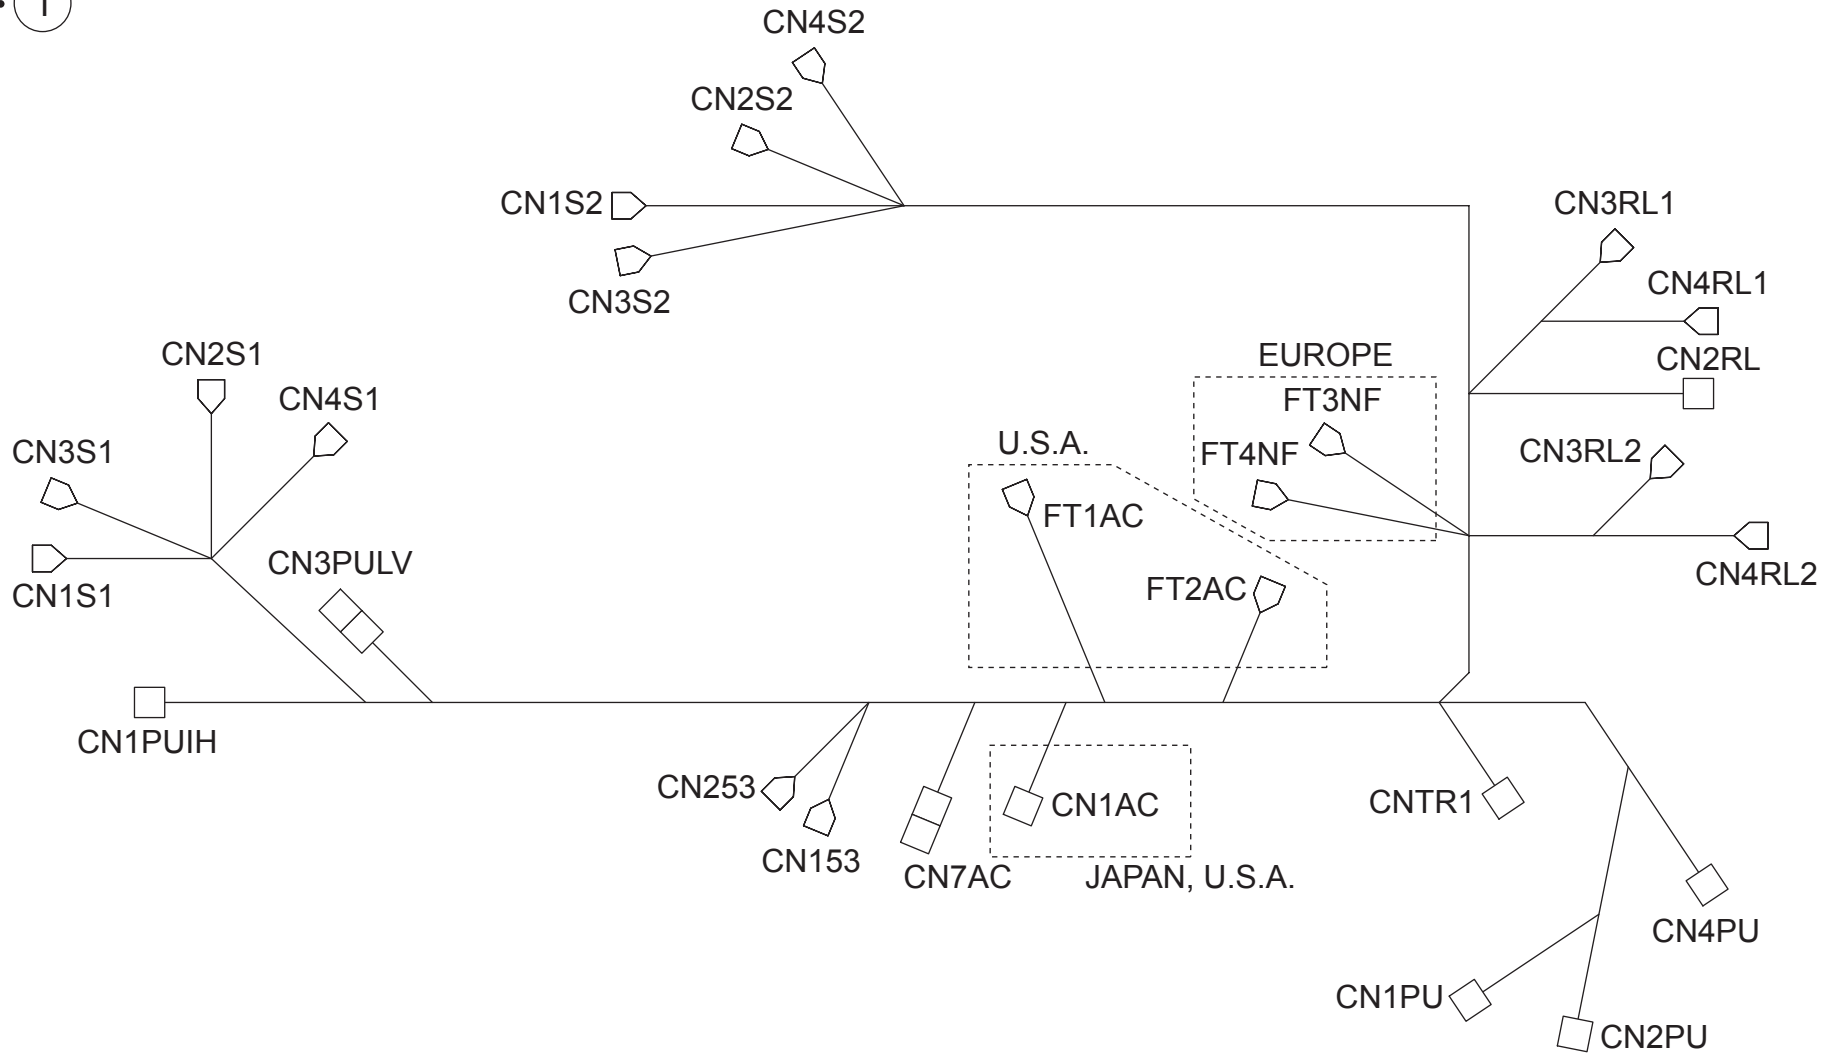 1
CN4S2
CN2S2
CN1S2
CN3S2
CN3RL1
CN4RL1
CN2RL
EUROPE
FT3NF
FT4NF
CN2S1
CN4S1
CN3S1
CN1S1
U.S.A.
FT1AC
FT2AC
CN3RL2
CN4RL2
CN3PULV
CN1PUIH
CN253
CN153
CN7AC
CN1AC
JAPAN, U.S.A.
CNTR1
CN4PU
CN1PU
CN2PU